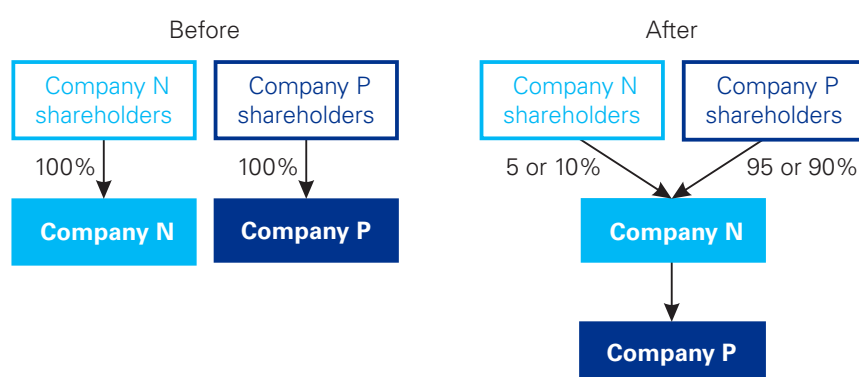 Before
Company N
shareholders
Company P
shareholders
100%
100%
Company N
Company P
After
Company N
shareholders
Company P
shareholders
5 or 10%
95 or 90%
Company N
Company P